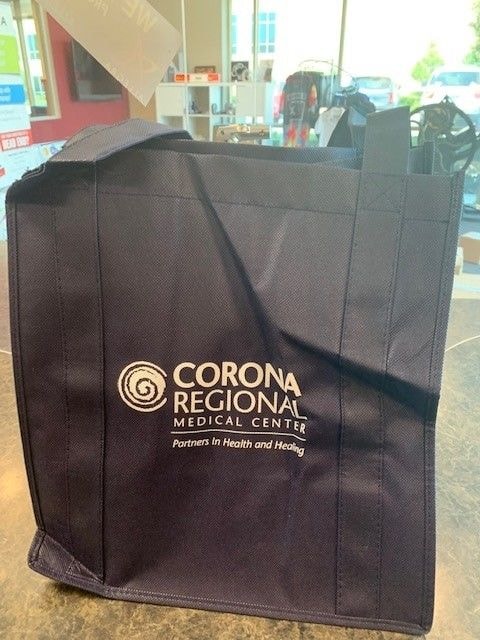 CORONA
REGIONAL
MEDICAL CENTER
Partners In Health and Healing